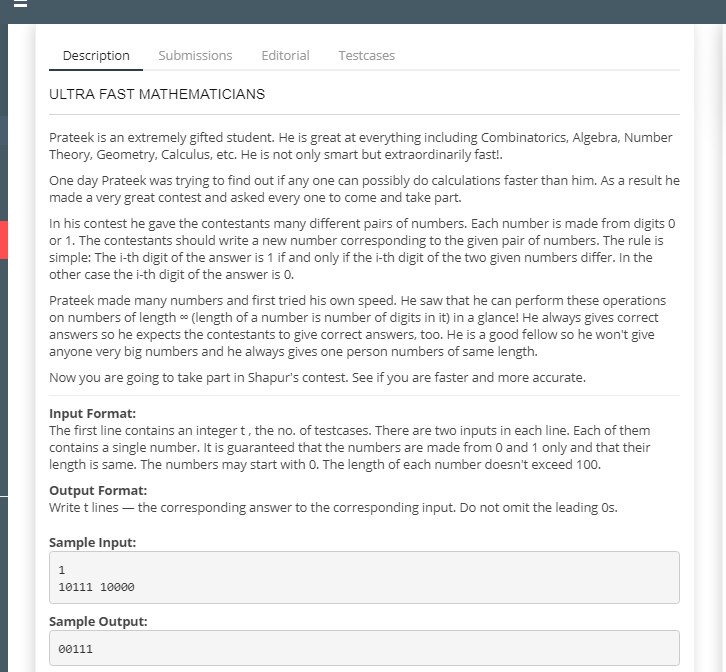 Description Submissions Editorial Testcases
ULTRA FAST MATHEMATICIANS
Prateek is an extremely gifted student. He is great at everything including Combinatorics, Algebra, Number
Theory, Geometry, Calculus, etc. He is not only smart but extraordinarily fast!.
One day Prateek was trying to find out if any one can possibly do calculations faster than him. As a result he
made a very great contest and asked every one to come and take part.
In his contest he gave the contestants many different pairs of numbers. Each number is made from digits 0
or 1. The contestants should write a new number corresponding to the given pair of numbers. The rule is
simple: The i-th digit of the answer is 1 if and only if the i-th digit of the two given numbers differ. In the
other case the i-th digit of the answer is 0.
Prateek made many numbers and first tried his own speed. He saw that he can perform these operations
on numbers of length ∞ (length of a number is number of digits in it) in a glance! He always gives correct
answers so he expects the contestants to give correct answers, too. He is a good fellow so he won't give
anyone very big numbers and he always gives one person numbers of same length.
Now you are going to take part in Shapur's contest. See if you are faster and more accurate.
Input Format:
The first line contains an integer t , the no. of testcases. There are two inputs in each line. Each of them
contains a single number. It is guaranteed that the numbers are made from 0 and 1 only and that their
length is same. The numbers may start with 0. The length of each number doesn't exceed 100.
Output Format:
Write t lines — the corresponding answer to the corresponding input. Do not omit the leading 0s.
Sample Input:
1
10111 10000
Sample Output:
00111